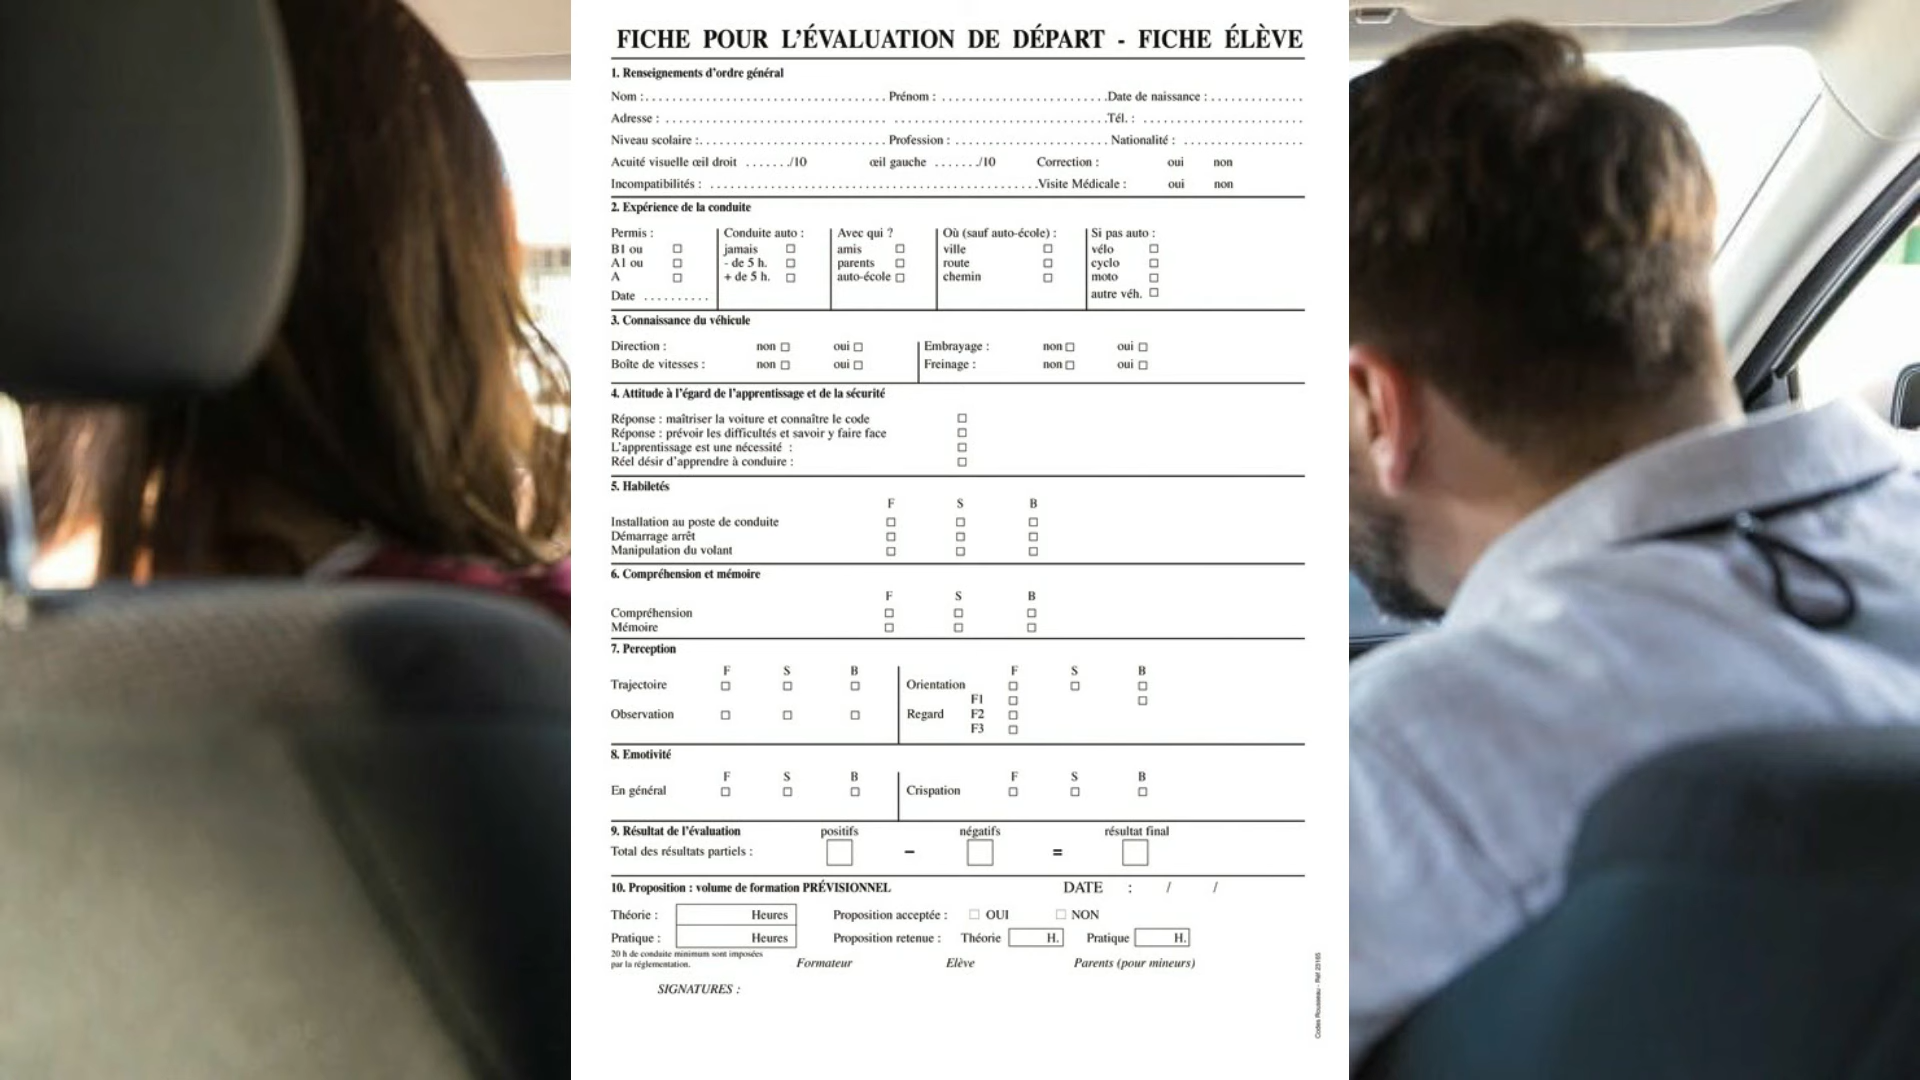 FICHE POUR L'ÉVALUATION DE DÉPART - FICHE ÉLÈVE
1. Renseignements d'ordre général
Nom :.................... Prénom : .................... Date de naissance : ....................
Adresse : .................... .................... Tél. : ....................
Niveau scolaire :.................... Profession : .................... Nationalité : ....................
Acuité visuelle œil droit ......./10 œil gauche ......./10 Correction : oui non
Incompatibilités : .................... Visite Médicale : oui non
2. Expérience de la conduite
Permis : Conduite auto : Avec qui ? Où (sauf auto-école) : Si pas auto :
B1 ou □ jamais □ amis □ ville □ vélo □
A1 ou □ - de 5 h. □ parents □ route □ cyclo □
A □ + de 5 h. □ auto-école □ chemin □ moto □
Date .......... autre véh. □
3. Connaissance du véhicule
Direction : non □ oui □ Embrayage : non □ oui □
Boîte de vitesses : non □ oui □ Freinage : non □ oui □
4. Attitude à l'égard de l'apprentissage et de la sécurité
Réponse : maîtriser la voiture et connaître le code □
Réponse : prévoir les difficultés et savoir y faire face □
L'apprentissage est une nécessité : □
Réel désir d'apprendre à conduire : □
5. Habiletés
F S B
Installation au poste de conduite □ □ □
Démarrage arrêt □ □ □
Manipulation du volant □ □ □
6. Compréhension et mémoire
F S B
Compréhension □ □ □
Mémoire □ □ □
7. Perception
F S B F S B
Trajectoire □ □ □ Orientation □ □ □
F1 □ □
Observation □ □ □ Regard F2 □
F3 □
8. Emotivité
F S B F S B
En général □ □ □ Crispation □ □ □
9. Résultat de l'évaluation positifs négatifs résultat final
Total des résultats partiels : □ – □ = □
10. Proposition : volume de formation PRÉVISIONNEL DATE : / /
Théorie : Heures Proposition acceptée : □ OUI □ NON
Pratique : Heures Proposition retenue : Théorie H. Pratique H.
20 h de conduite minimum sont imposées
par la réglementation.
Formateur Elève Parents (pour mineurs)
SIGNATURES :
Codes Rousseau - Réf 23165